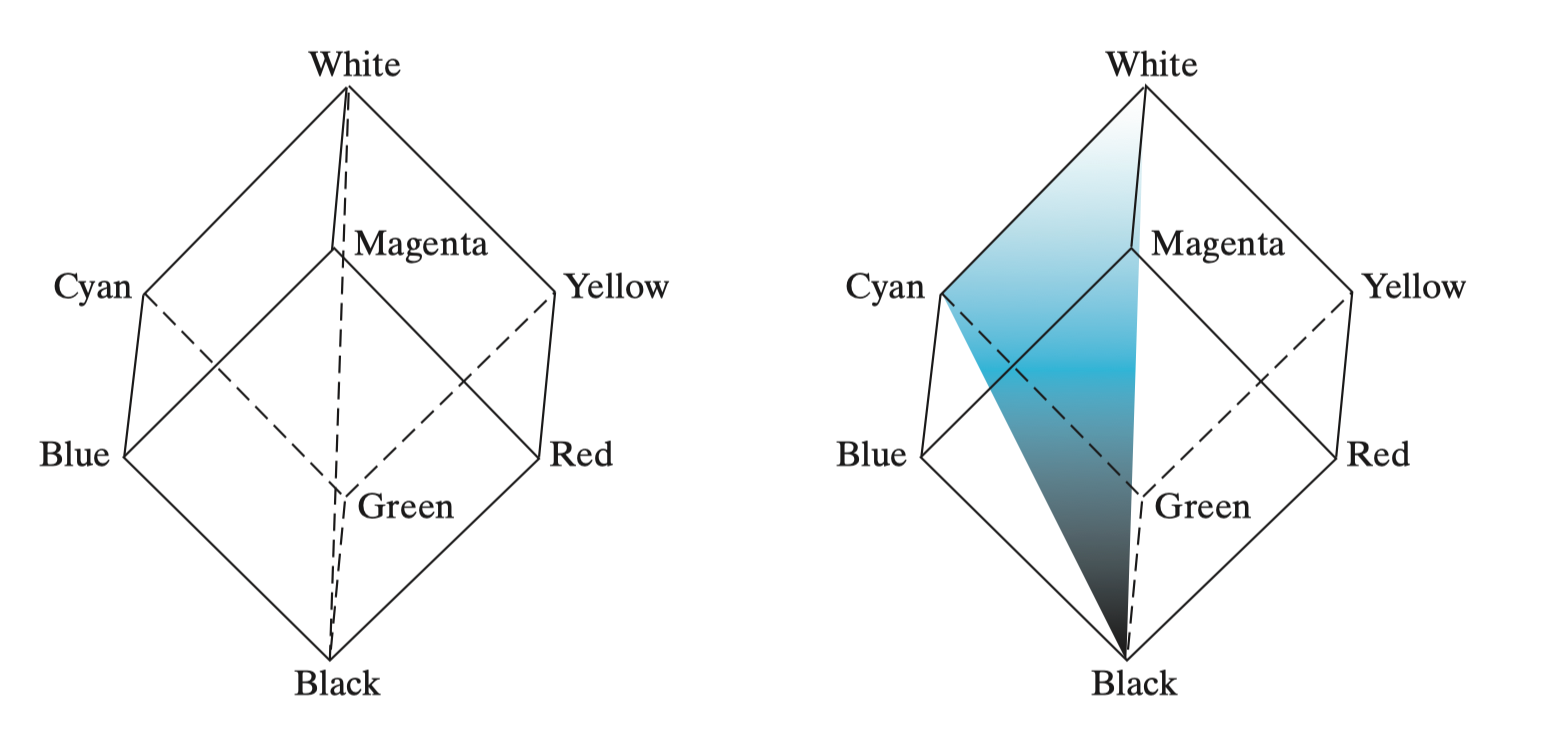 White
Magenta
Cyan
Yellow
Blue
Red
Green
Black
White
Magenta
Cyan
Yellow
Blue
Red
Green
Black